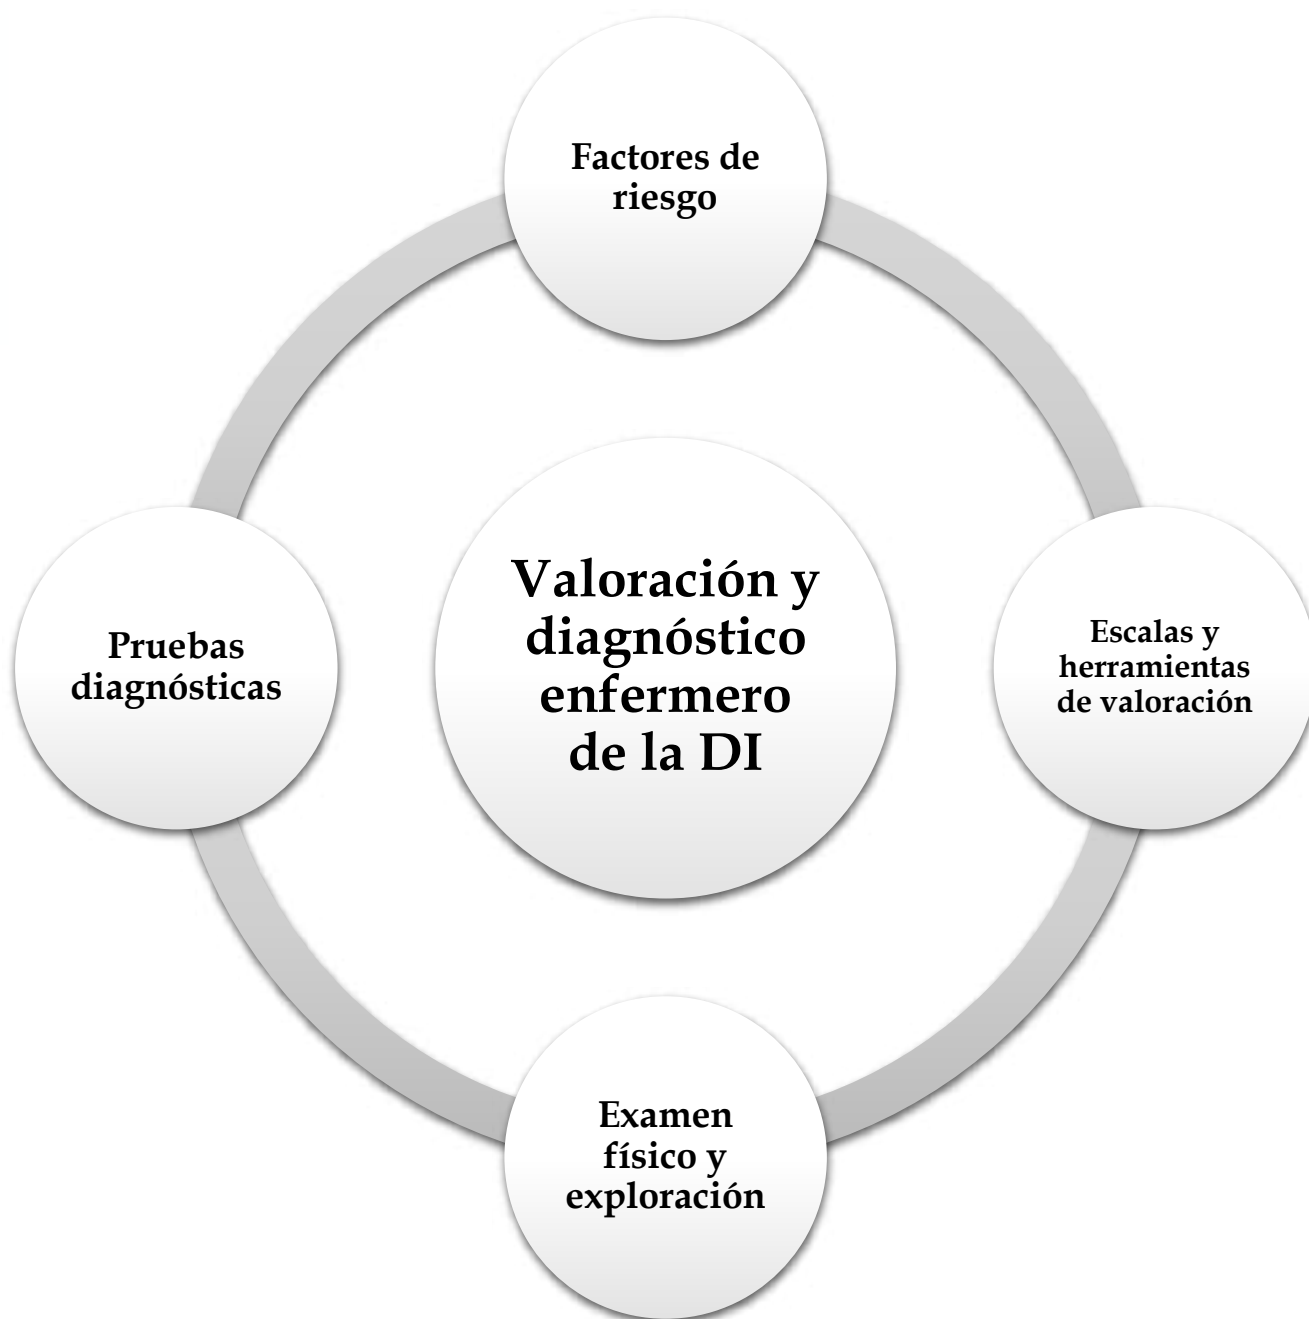 Factores de
riesgo
Valoración y
diagnóstico
enfermero
de la DI
Escalas y
herramientas
de valoración
Pruebas
diagnósticas
Examen
físico y
exploración